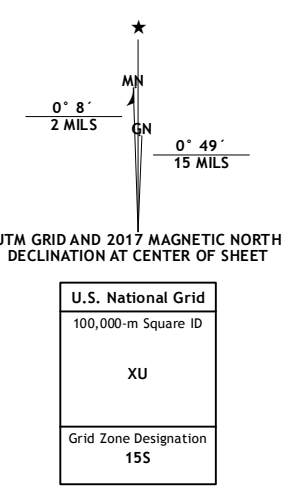 ★
MN
0° 8´
2 MILS
GN
0° 49´
15 MILS
UTM GRID AND 2017 MAGNETIC NORTH
DECLINATION AT CENTER OF SHEET
U.S. National Grid
100,000-m Square ID
XU
Grid Zone Designation
15S